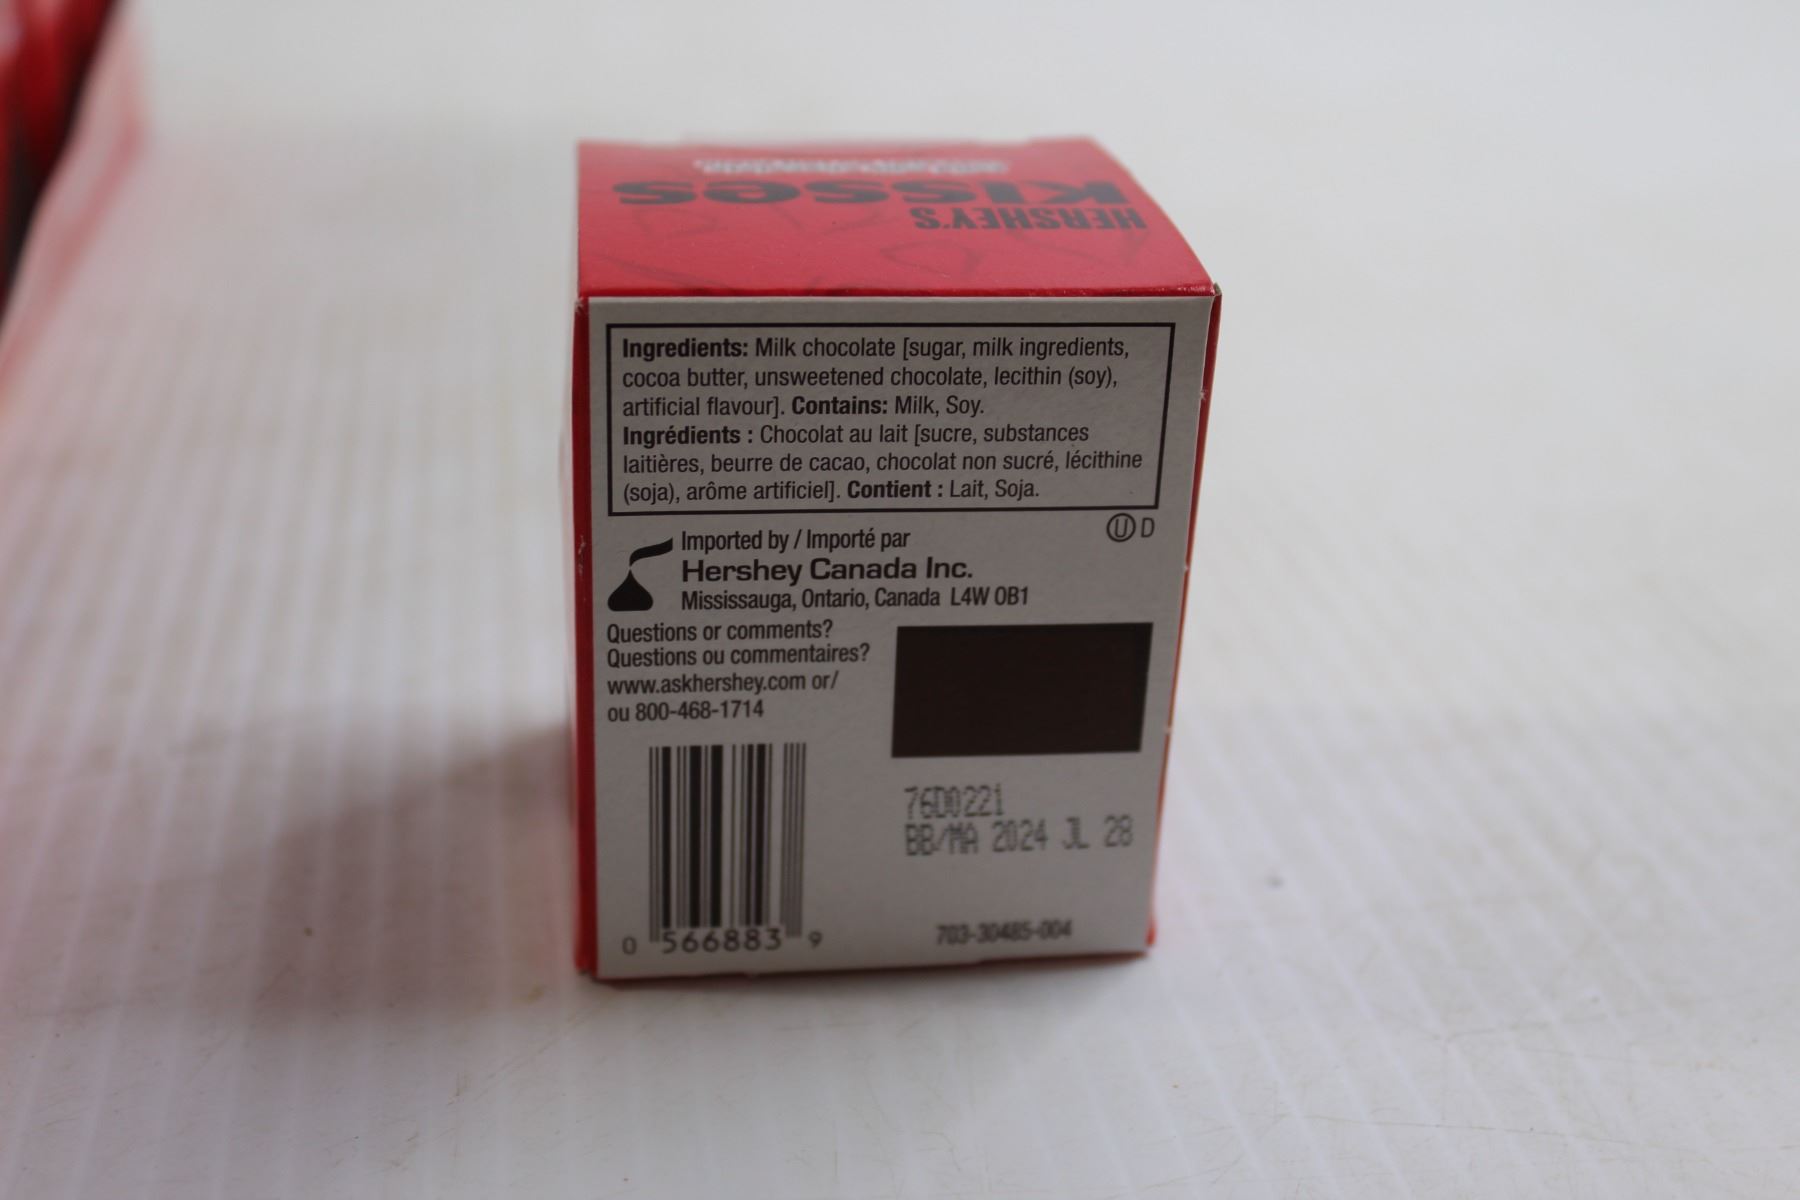 HERSHEY'S
KISSES
Ingredients: Milk chocolate [sugar, milk ingredients,
cocoa butter, unsweetened chocolate, lecithin (soy),
artificial flavour]. Contains: Milk, Soy.
Ingrédients : Chocolat au lait [sucre, substances
laitières, beurre de cacao, chocolat non sucré, lécithine
(soja), arôme artificiel]. Contient : Lait, Soja.
U D
Imported by / Importé par
Hershey Canada Inc.
Mississauga, Ontario, Canada L4W 0B1
Questions or comments?
Questions ou commentaires?
www.askhershey.com or/
ou 800-468-1714
76D0221
BB/MA 2024 JL 28
0 566883 9
703-30485-004